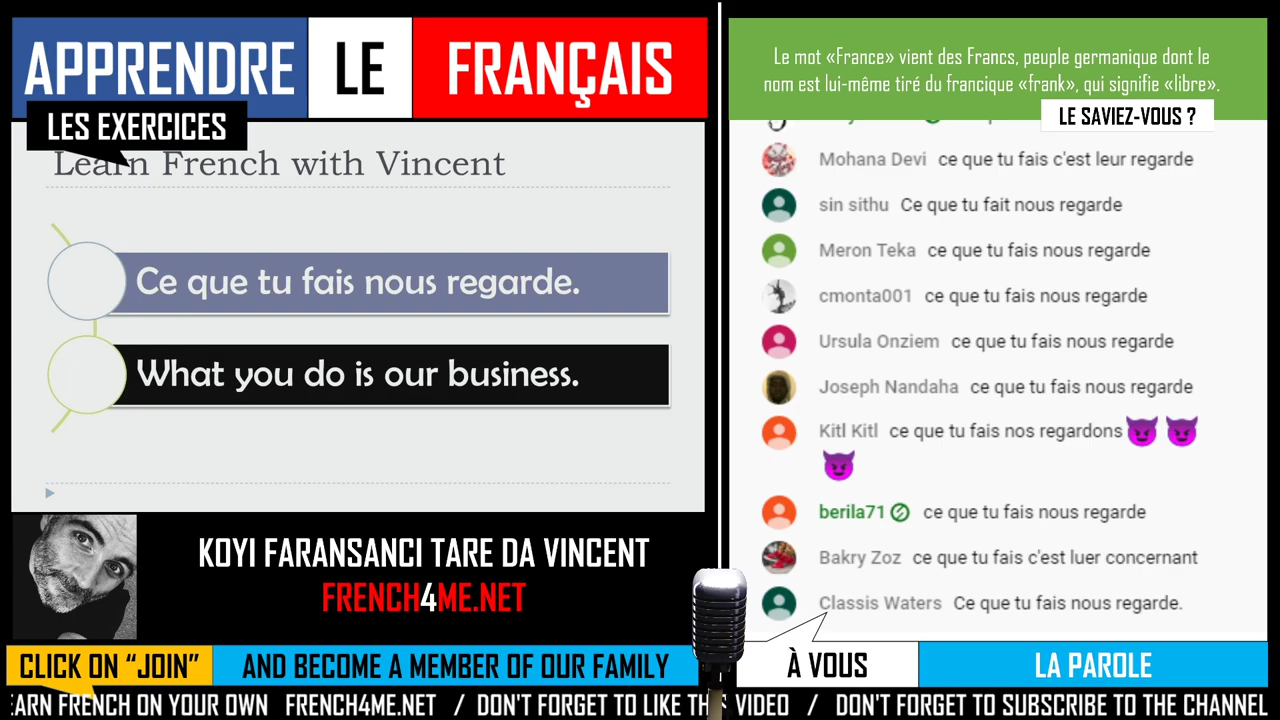 APPRENDRE LE FRANÇAIS
LES EXERCICES
Learn French with Vincent
Ce que tu fais nous regarde.
What you do is our business.
KOYI FARANSANCI TARE DA VINCENT
FRENCH4ME.NET
CLICK ON “JOIN” AND BECOME A MEMBER OF OUR FAMILY
Le mot «France» vient des Francs, peuple germanique dont le
nom est lui-même tiré du francique «frank», qui signifie «libre».
LE SAVIEZ-VOUS ?
Mohana Devi ce que tu fais c'est leur regarde
sin sithu Ce que tu fait nous regarde
Meron Teka ce que tu fais nous regarde
cmonta001 ce que tu fais nous regarde
Ursula Onziem ce que tu fais nous regarde
Joseph Nandaha ce que tu fais nous regarde
Kitl Kitl ce que tu fais nos regardons 😈 😈
😈
berila71 ce que tu fais nous regarde
Bakry Zoz ce que tu fais c'est luer concernant
Classis Waters Ce que tu fais nous regarde.
À VOUS LA PAROLE
EARN FRENCH ON YOUR OWN FRENCH4ME.NET / DON'T FORGET TO LIKE THIS VIDEO / DON'T FORGET TO SUBSCRIBE TO THE CHANNEL